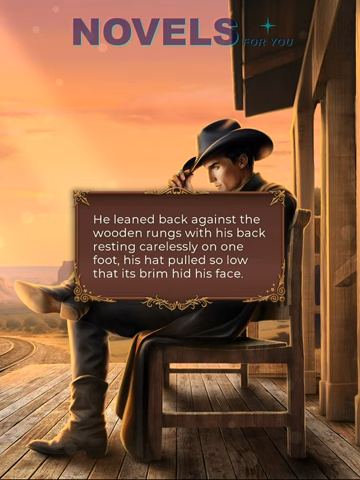 NOVELS
FOR YOU
He leaned back against the
wooden rungs with his back
resting carelessly on one
foot, his hat pulled so low
that its brim hid his face.